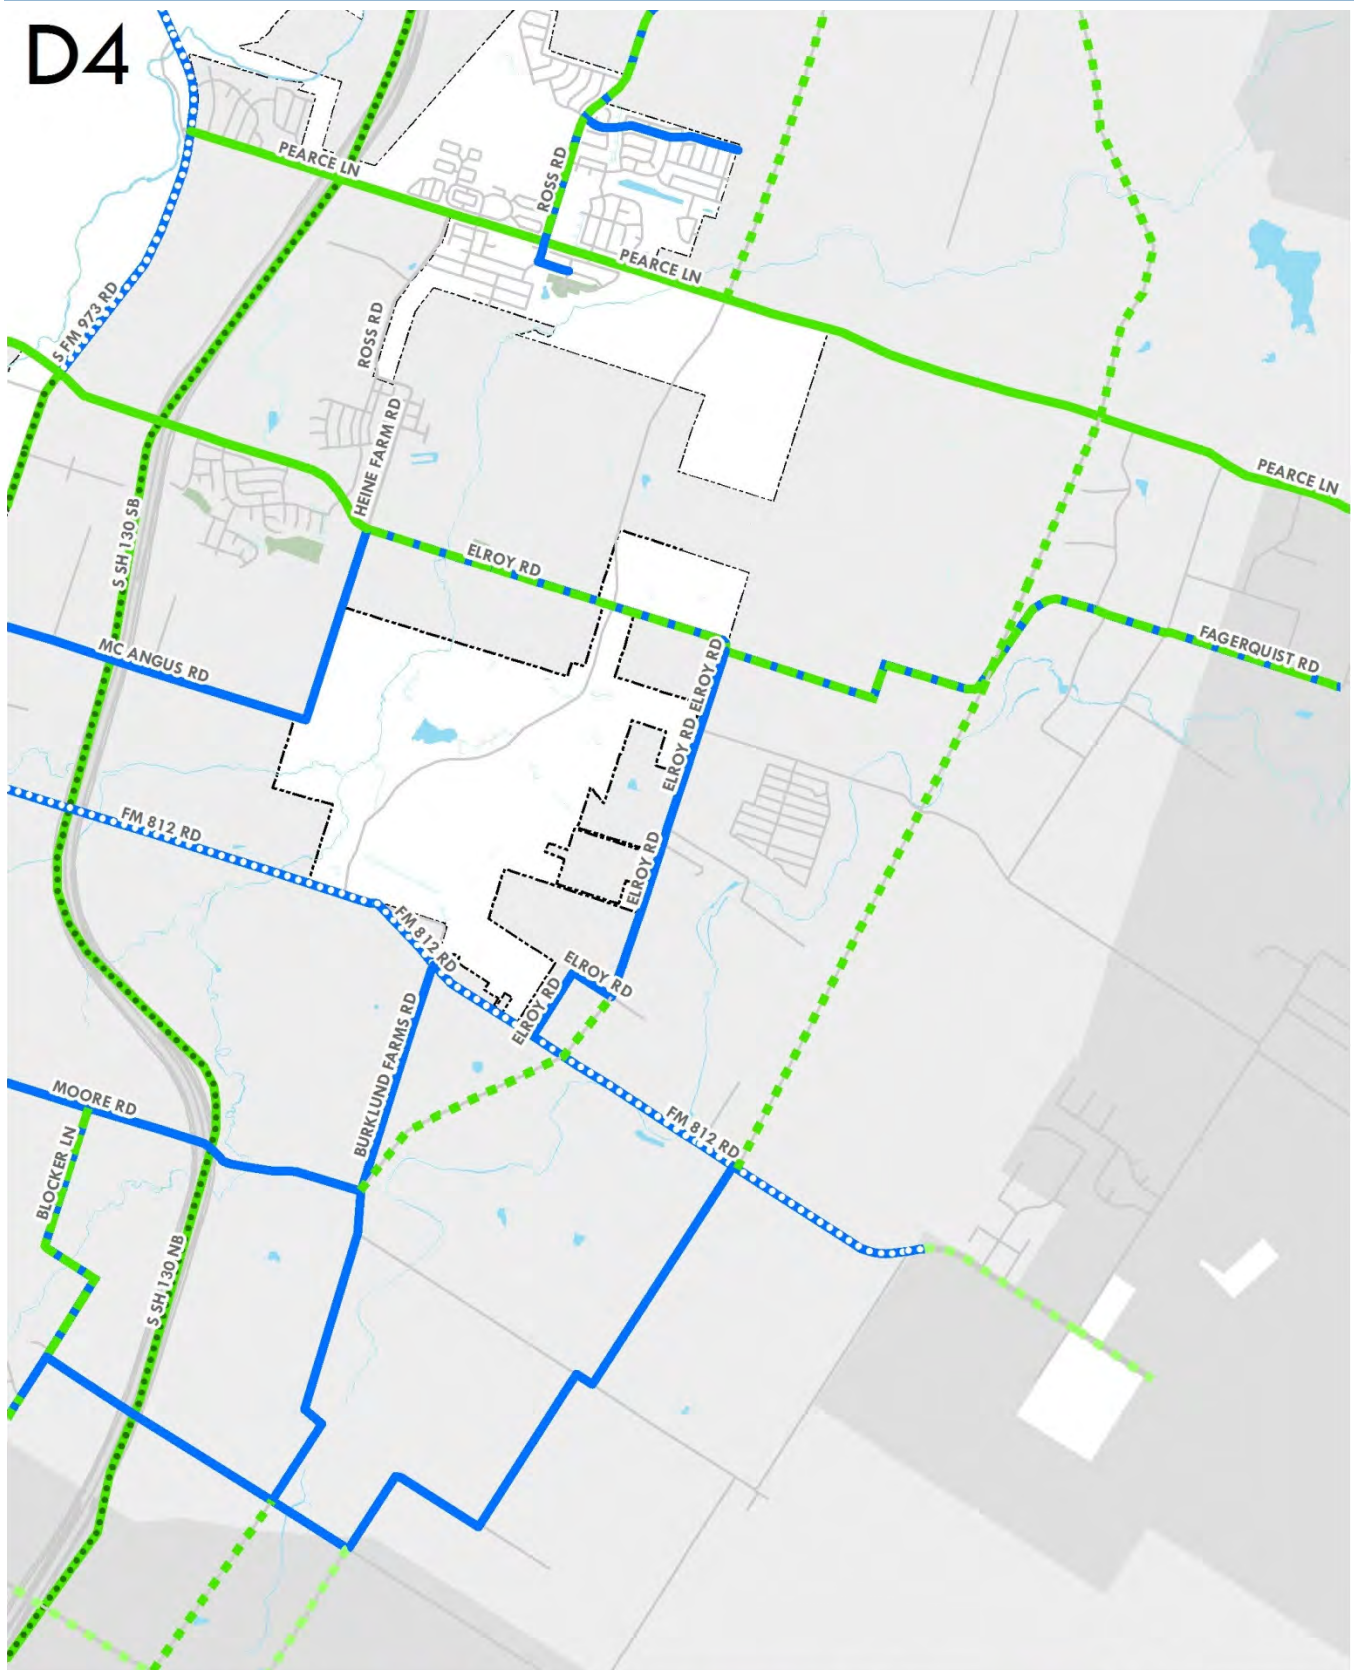 D4
PEARCE LN
ROSS RD
PEARCE LN
S FM 973 RD
ROSS RD
HEINE FARM RD
PEARCE LN
S SH 130 SB
ELROY RD
FAGERQUIST RD
MC ANGUS RD
ELROY RD
ELROY RD
FM 812 RD
ELROY RD
FM 812 RD
ELROY RD
ELROY RD
BURKLUND FARMS RD
MOORE RD
FM 812 RD
BLOCKER LN
S SH 130 NB